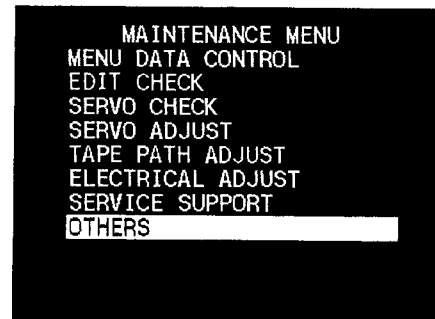 MAINTENANCE MENU
MENU DATA CONTROL
EDIT CHECK
SERVO CHECK
SERVO ADJUST
TAPE PATH ADJUST
ELECTRICAL ADJUST
SERVICE SUPPORT
OTHERS